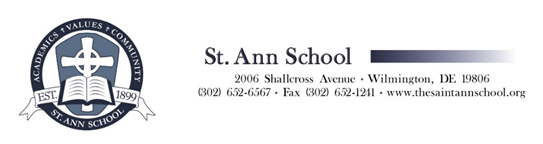 ACADEMICS + VALUES + COMMUNITY
EST. 1899
ST. ANN SCHOOL
St. Ann School
2006 Shallcross Avenue • Wilmington, DE 19806
(302) 652-6567 • Fax (302) 652-1241 • www.thesaintannschool.org